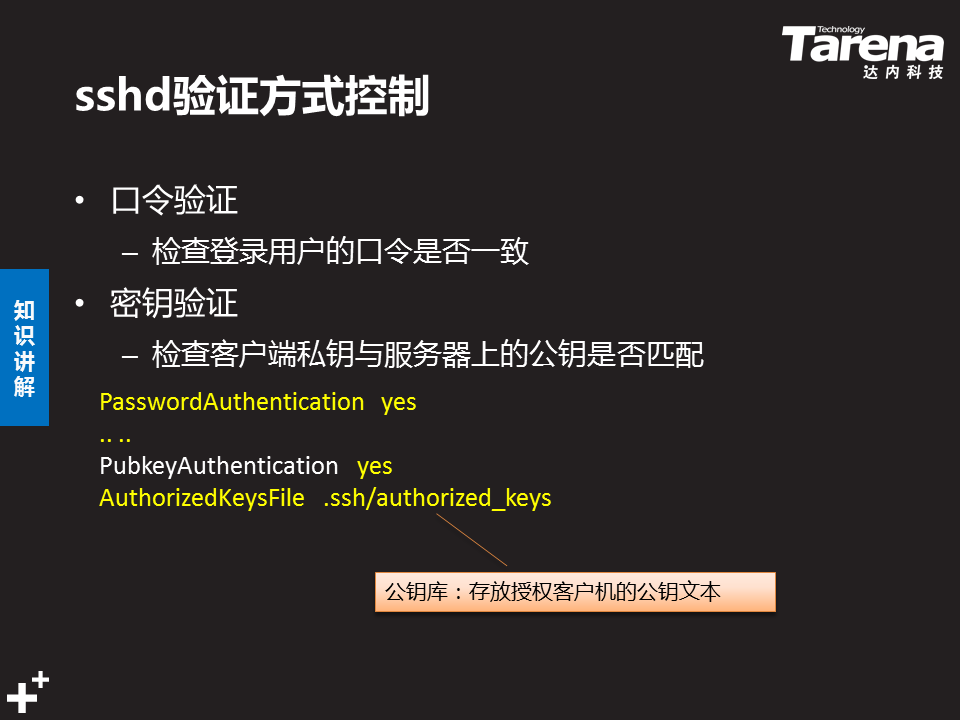 Technology
Tarena
达内科技
sshd验证方式控制
• 口令验证
– 检查登录用户的口令是否一致
• 密钥验证
– 检查客户端私钥与服务器上的公钥是否匹配
知识讲解
PasswordAuthentication yes
.. ..
PubkeyAuthentication yes
AuthorizedKeysFile .ssh/authorized_keys
公钥库：存放授权客户机的公钥文本